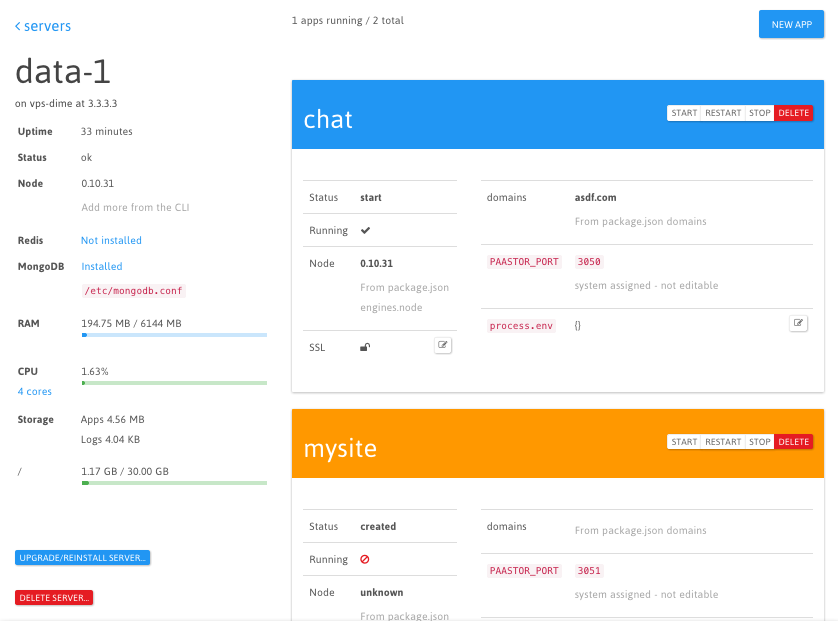 < servers
data-1
on vps-dime at 3.3.3.3
Uptime 33 minutes
Status ok
Node 0.10.31
Add more from the CLI
Redis Not installed
MongoDB Installed
/etc/mongodb.conf
RAM 194.75 MB / 6144 MB
CPU 1.63%
4 cores
Storage Apps 4.56 MB
Logs 4.04 KB
/ 1.17 GB / 30.00 GB
UPGRADE/REINSTALL SERVER...
DELETE SERVER...
1 apps running / 2 total
NEW APP
chat
START RESTART STOP DELETE
Status start
Running
Node 0.10.31
From package.json
engines.node
SSL
domains asdf.com
From package.json domains
PAASTOR_PORT 3050
system assigned - not editable
process.env {}
mysite
START RESTART STOP DELETE
Status created
Running
Node unknown
From package.json
domains From package.json domains
PAASTOR_PORT 3051
system assigned - not editable